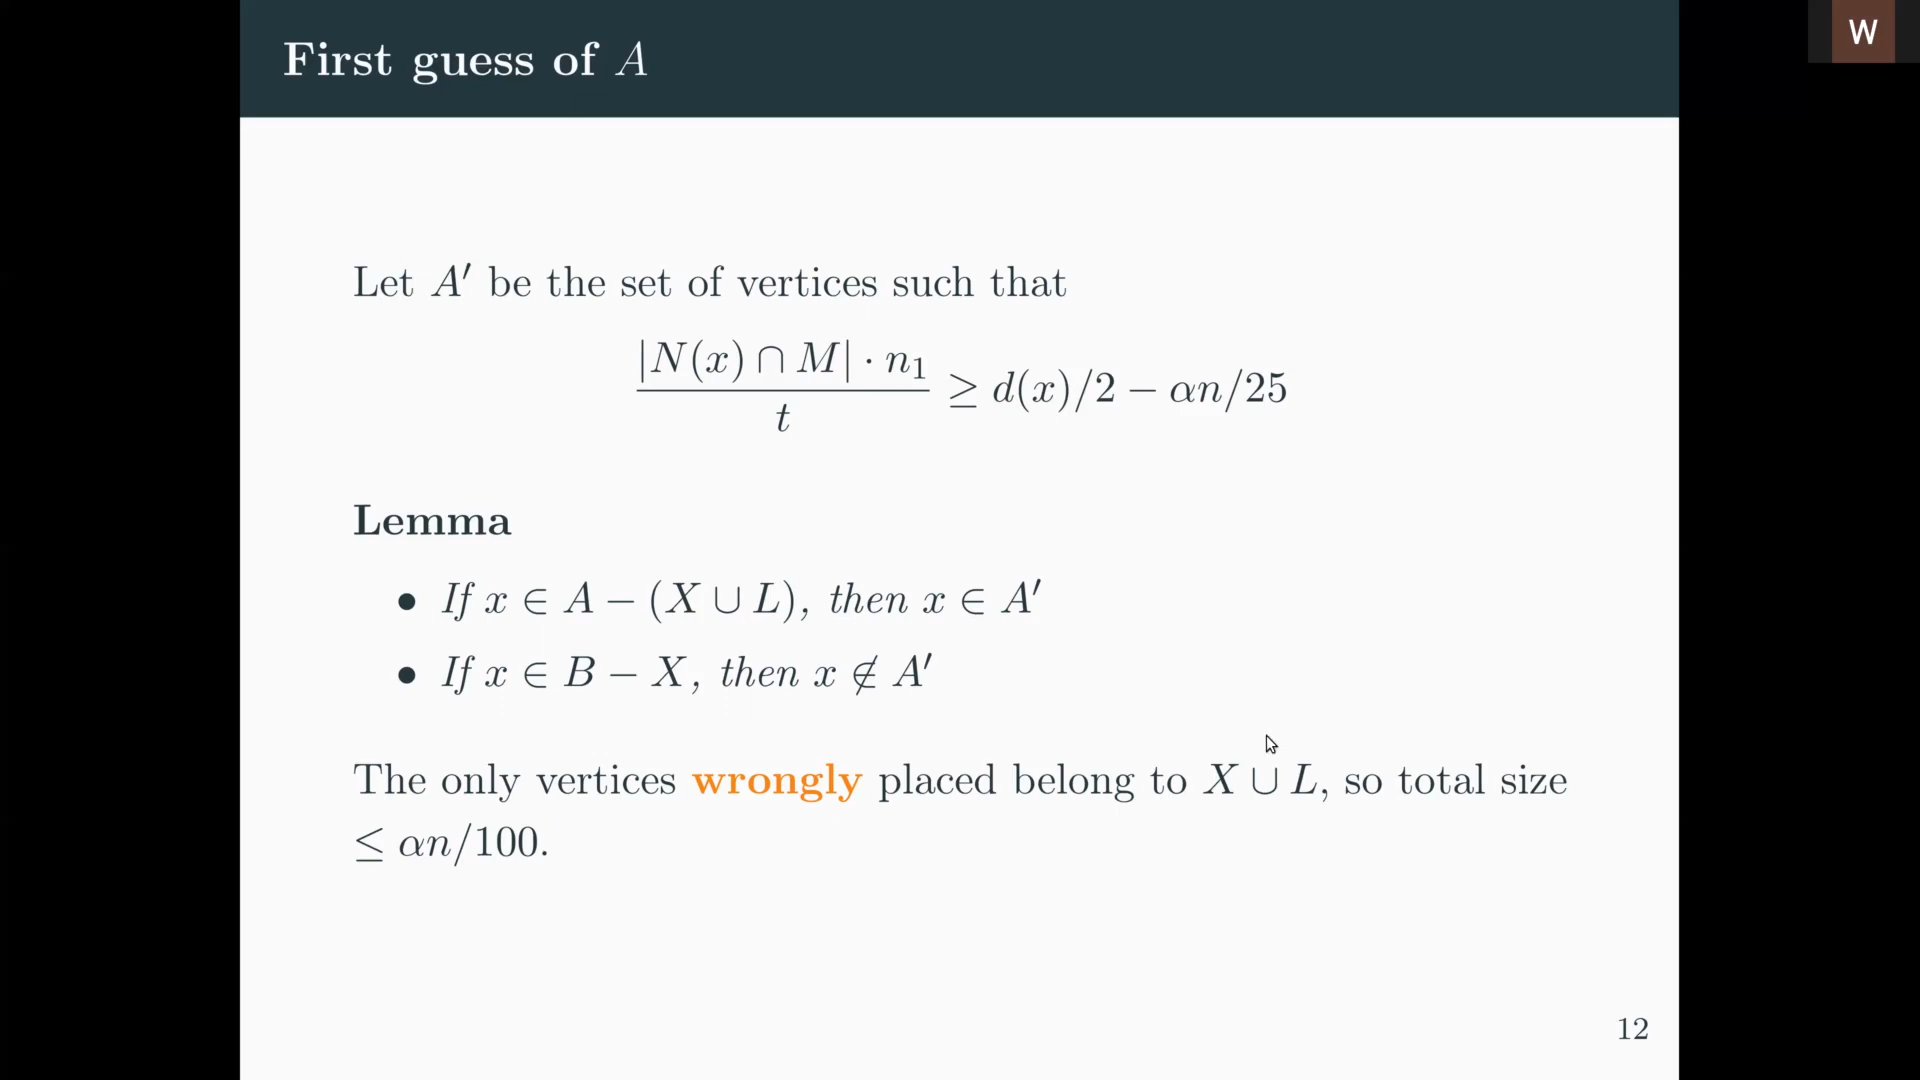 First guess of A
W
Let A′ be the set of vertices such that
|N(x) ∩ M| · n₁ / t ≥ d(x)/2 − αn/25
Lemma
• If x ∈ A − (X ∪ L), then x ∈ A′
• If x ∈ B − X, then x ∉ A′
The only vertices wrongly placed belong to X ∪ L, so total size
≤ αn/100.
12